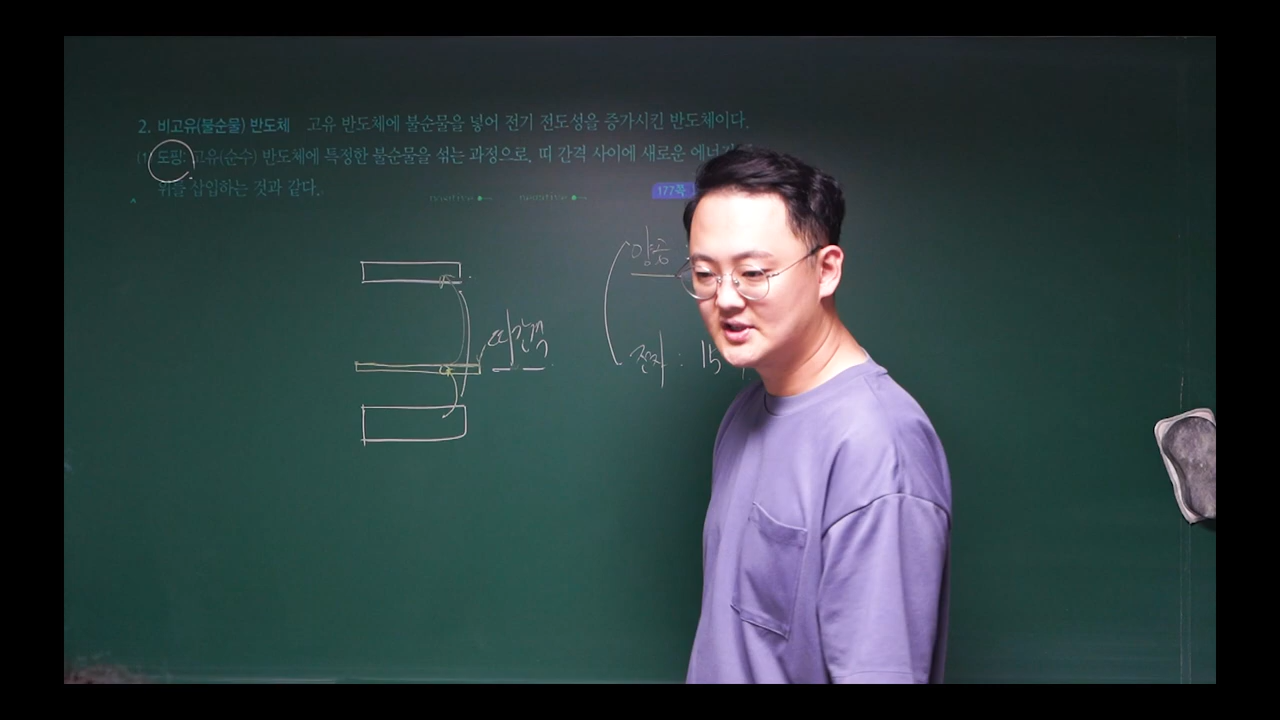 2. 비고유(불순물) 반도체 고유 반도체에 불순물을 넣어 전기 전도성을 증가시킨 반도체이다.
(1) 도핑: 고유(순수) 반도체에 특정한 불순물을 섞는 과정으로, 띠 간격 사이에 새로운 에너지
위를 삽입하는 것과 같다.
positive negative 177쪽
양공
띠 간격
전자 : 15